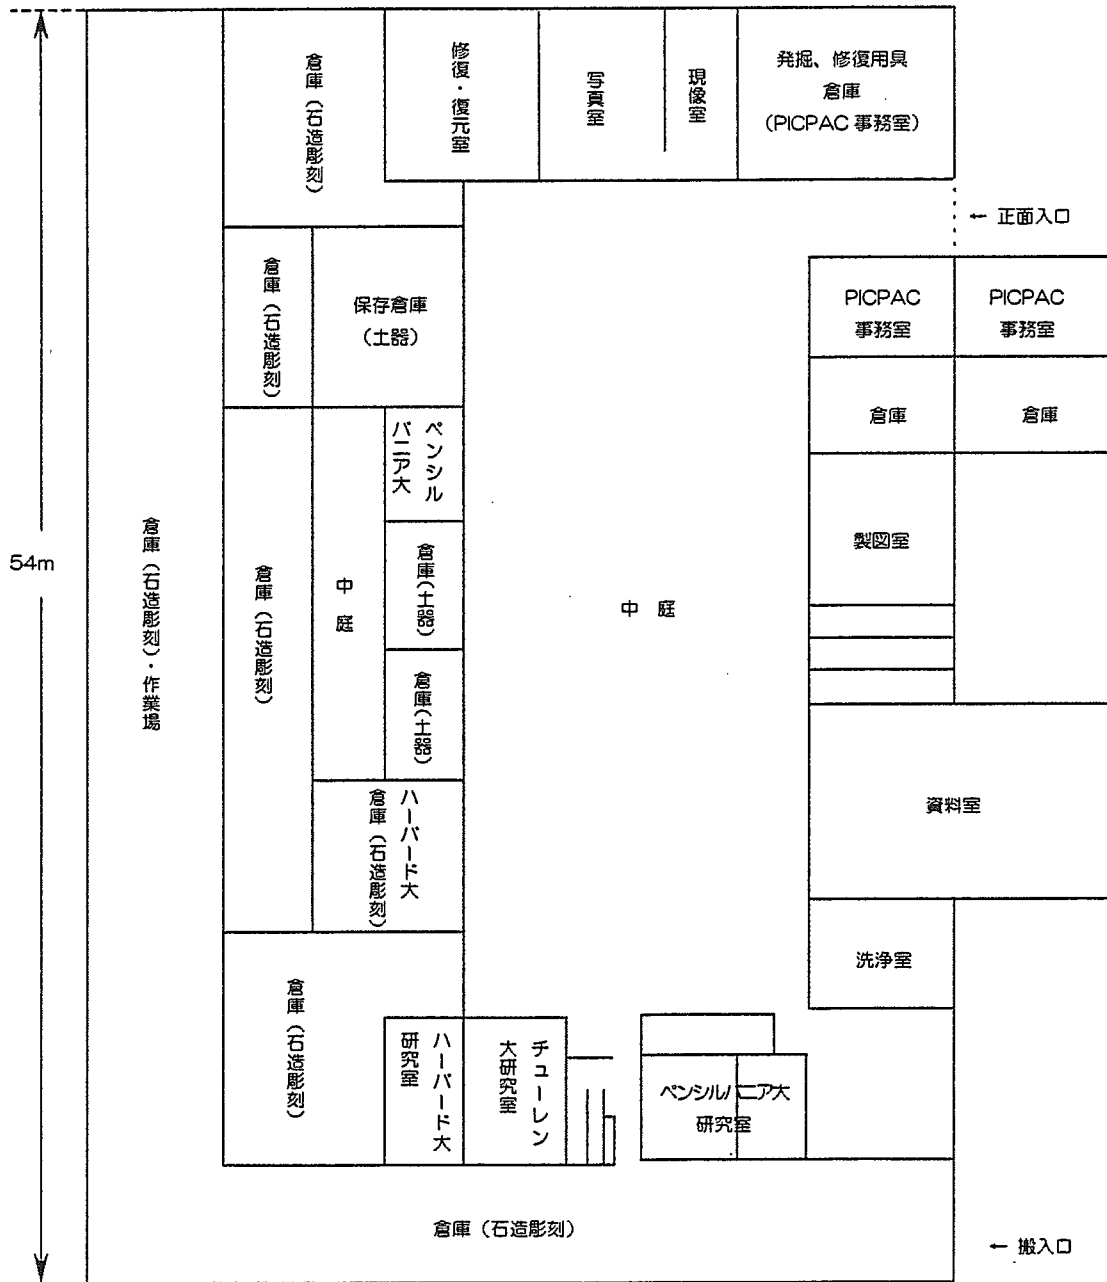 倉庫（石造彫刻）
修復・復元室
写真室
現像室
発掘、修復用具
倉庫
（PICPAC 事務室）
← 正面入口
倉庫（石造彫刻）
保存倉庫
（土器）
PICPAC
事務室
PICPAC
事務室
倉庫
倉庫
ペンシル
バニア大
54m
倉庫（石造彫刻）・作業場
倉庫（石造彫刻）
中庭
倉庫（土器）
中 庭
製図室
倉庫（土器）
ハーバード大
倉庫（石造彫刻）
資料室
洗浄室
倉庫（石造彫刻）
ハーバード大
研究室
チューレン
大研究室
ペンシルバニア大
研究室
倉庫（石造彫刻）
← 搬入口